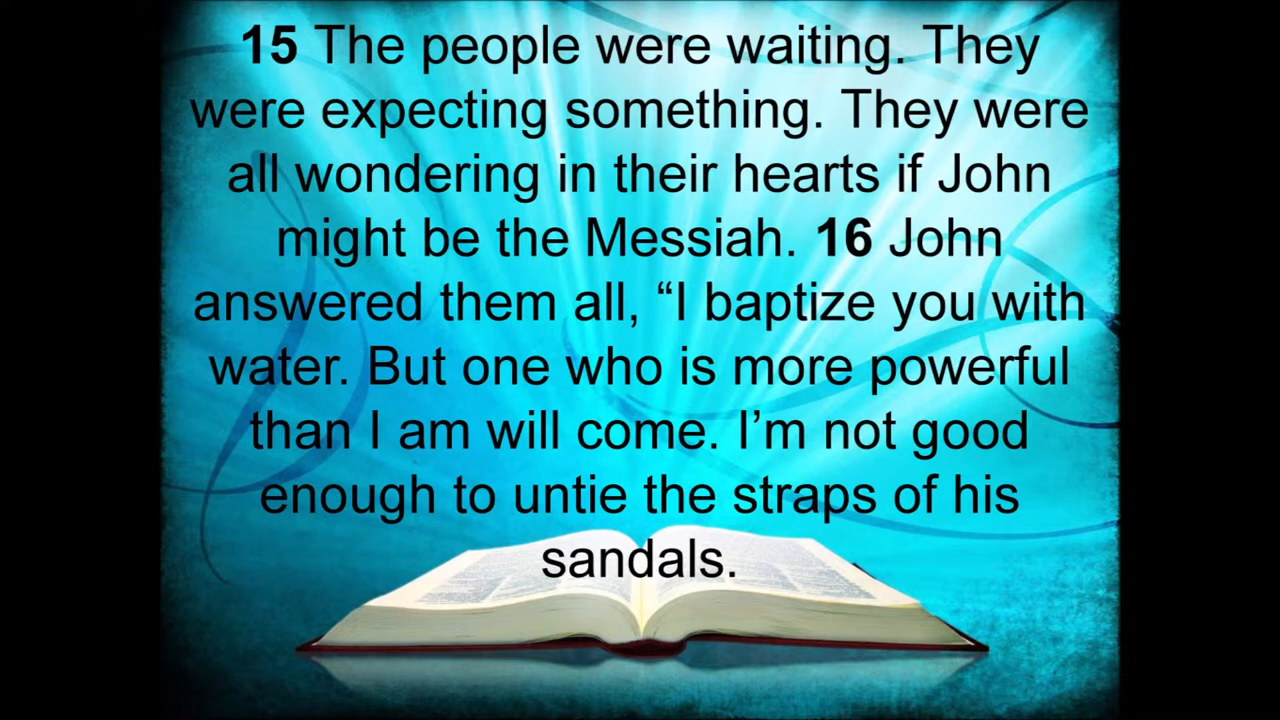 15 The people were waiting. They
were expecting something. They were
all wondering in their hearts if John
might be the Messiah. 16 John
answered them all, “I baptize you with
water. But one who is more powerful
than I am will come. I’m not good
enough to untie the straps of his
sandals.